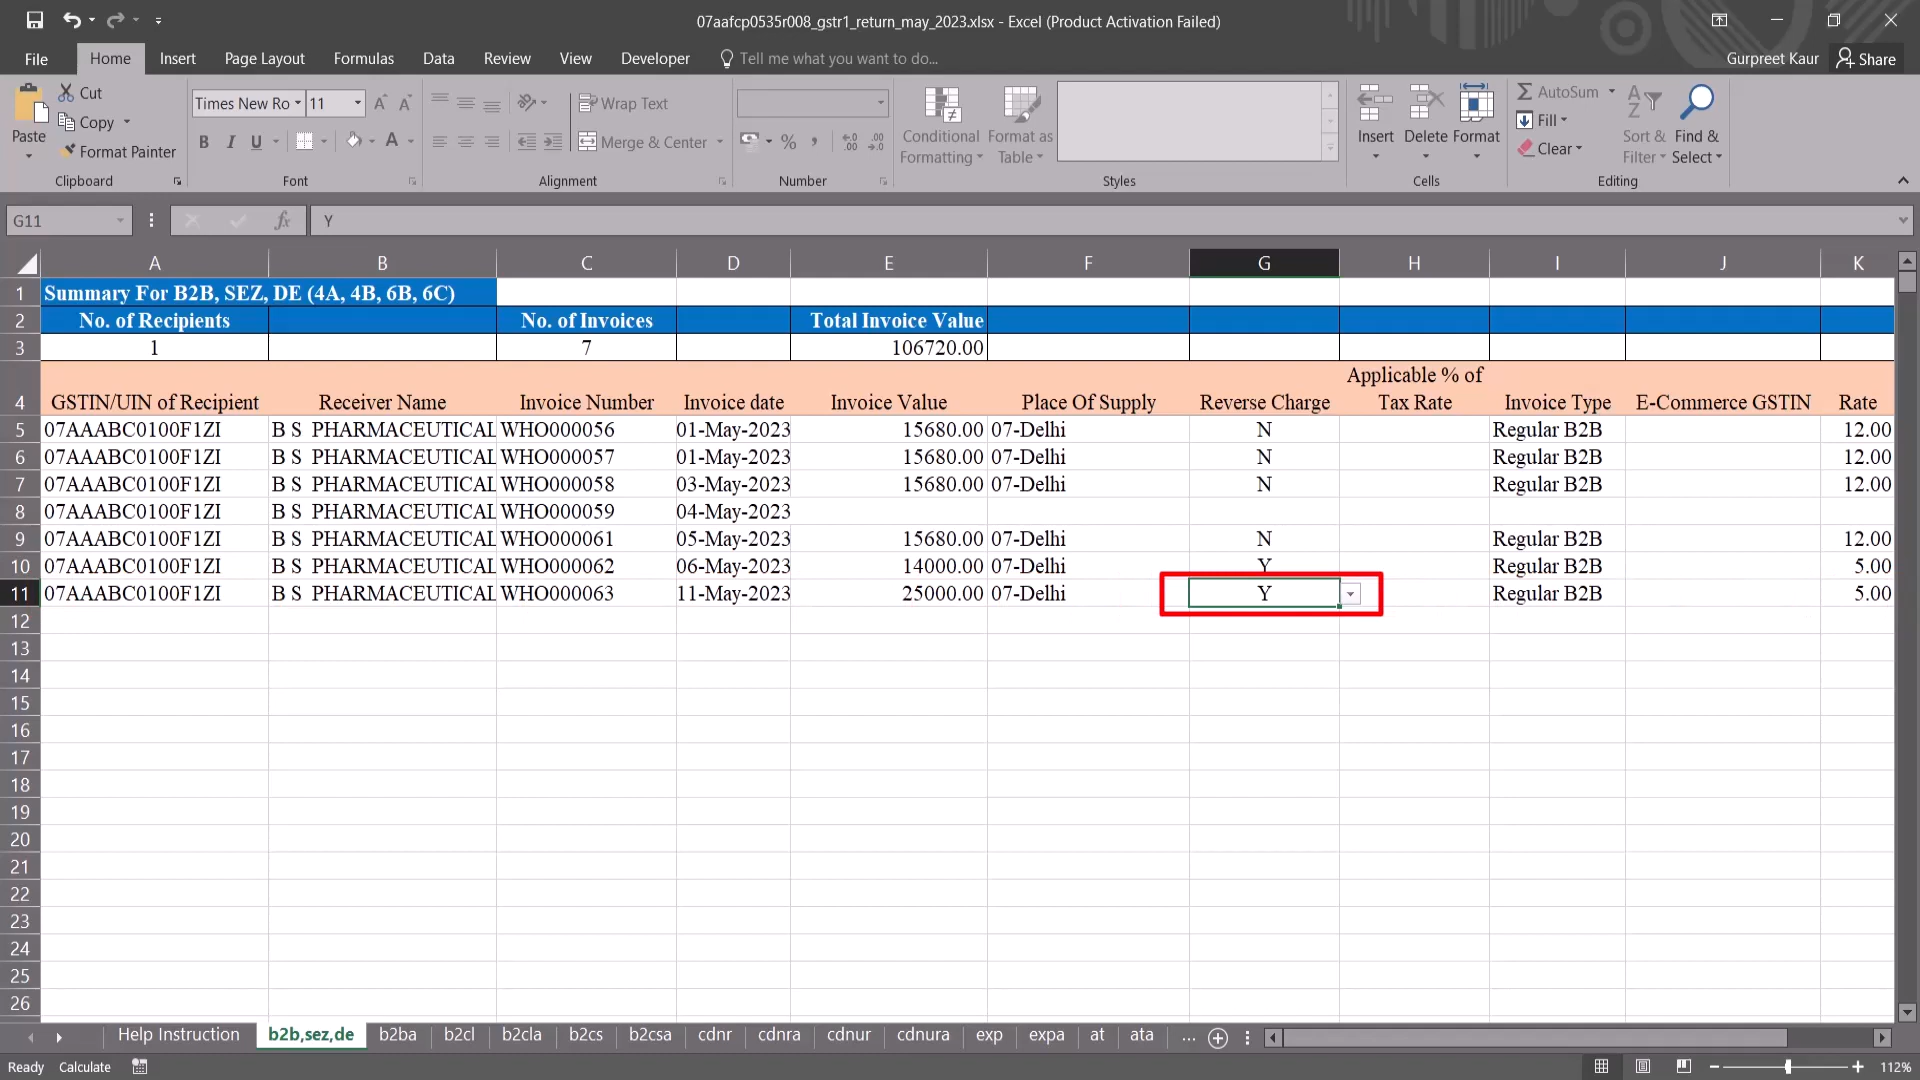 07aafcp0535r008_gstr1_return_may_2023.xlsx - Excel (Product Activation Failed)
File Home Insert Page Layout Formulas Data Review View Developer Tell me what you want to do... Gurpreet Kaur Share
Paste Cut Copy Format Painter Clipboard
Times New Ro 11 B I U A Font
Wrap Text Merge & Center Alignment
% , Number
Conditional Formatting Format as Table Styles
Insert Delete Format Cells
AutoSum Fill Clear Sort & Filter Find & Select Editing
G11 fx Y
A B C D E F G H I J K
1 Summary For B2B, SEZ, DE (4A, 4B, 6B, 6C)
2 No. of Recipients No. of Invoices Total Invoice Value
3 1 7 106720.00
4 GSTIN/UIN of Recipient Receiver Name Invoice Number Invoice date Invoice Value Place Of Supply Reverse Charge Applicable % of Tax Rate Invoice Type E-Commerce GSTIN Rate
5 07AAABC0100F1ZI B S PHARMACEUTICAL WHO000056 01-May-2023 15680.00 07-Delhi N Regular B2B 12.00
6 07AAABC0100F1ZI B S PHARMACEUTICAL WHO000057 01-May-2023 15680.00 07-Delhi N Regular B2B 12.00
7 07AAABC0100F1ZI B S PHARMACEUTICAL WHO000058 03-May-2023 15680.00 07-Delhi N Regular B2B 12.00
8 07AAABC0100F1ZI B S PHARMACEUTICAL WHO000059 04-May-2023
9 07AAABC0100F1ZI B S PHARMACEUTICAL WHO000061 05-May-2023 15680.00 07-Delhi N Regular B2B 12.00
10 07AAABC0100F1ZI B S PHARMACEUTICAL WHO000062 06-May-2023 14000.00 07-Delhi Y Regular B2B 5.00
11 07AAABC0100F1ZI B S PHARMACEUTICAL WHO000063 11-May-2023 25000.00 07-Delhi Y Regular B2B 5.00
12
13
14
15
16
17
18
19
20
21
22
23
24
25
26
Help Instruction b2b,sez,de b2ba b2cl b2cla b2cs b2csa cdnr cdnra cdnur cdnura exp expa at ata ...
Ready Calculate 112%